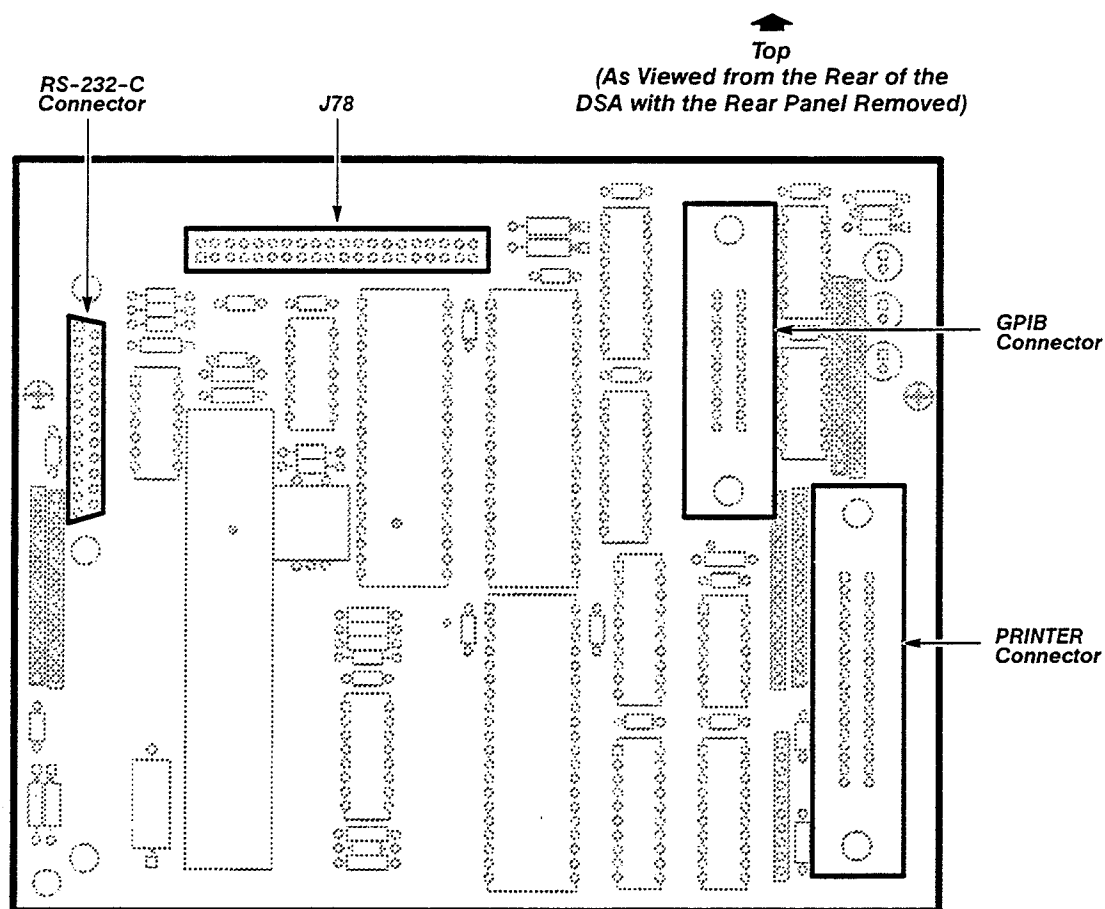 Top
(As Viewed from the Rear of the
DSA with the Rear Panel Removed)
RS-232-C
Connector
J78
GPIB
Connector
PRINTER
Connector